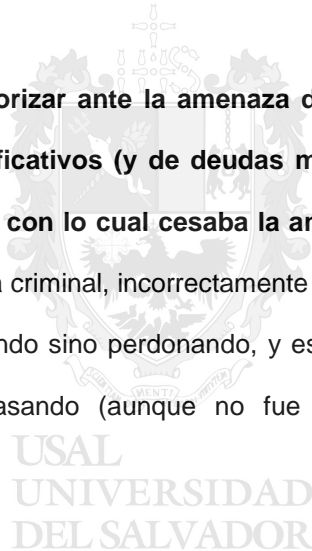 orizar ante la amenaza d
ficativos (y de deudas m
con lo cual cesaba la a
a criminal, incorrectamente
ndo sino perdonando, y es
asando (aunque no fue
USAL
UNIVERSIDAD
DEL SALVADOR